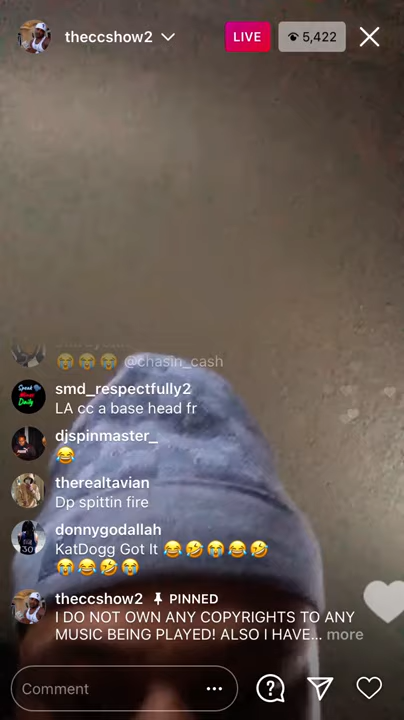 theccshow2
LIVE
5,422
😭😭😭 @chasin_cash
smd_respectfully2
LA cc a base head fr
djspinmaster_
😂
therealtavian
Dp spittin fire
donnygodallah
KatDogg Got It 😂🤣😭😂🤣
😭😂🤣😭
theccshow2 PINNED
I DO NOT OWN ANY COPYRIGHTS TO ANY
MUSIC BEING PLAYED! ALSO I HAVE... more
Comment